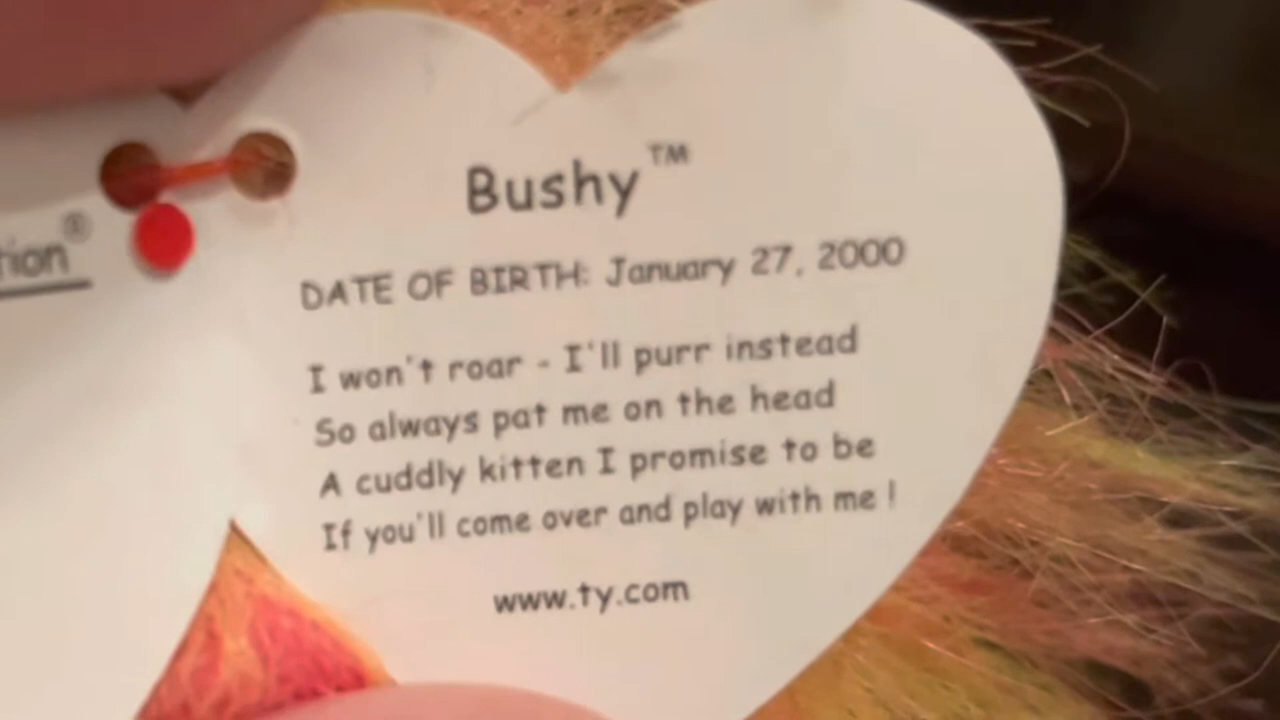 tion®
Bushy™
DATE OF BIRTH: January 27, 2000
I won't roar - I'll purr instead
So always pat me on the head
A cuddly kitten I promise to be
If you'll come over and play with me !
www.ty.com